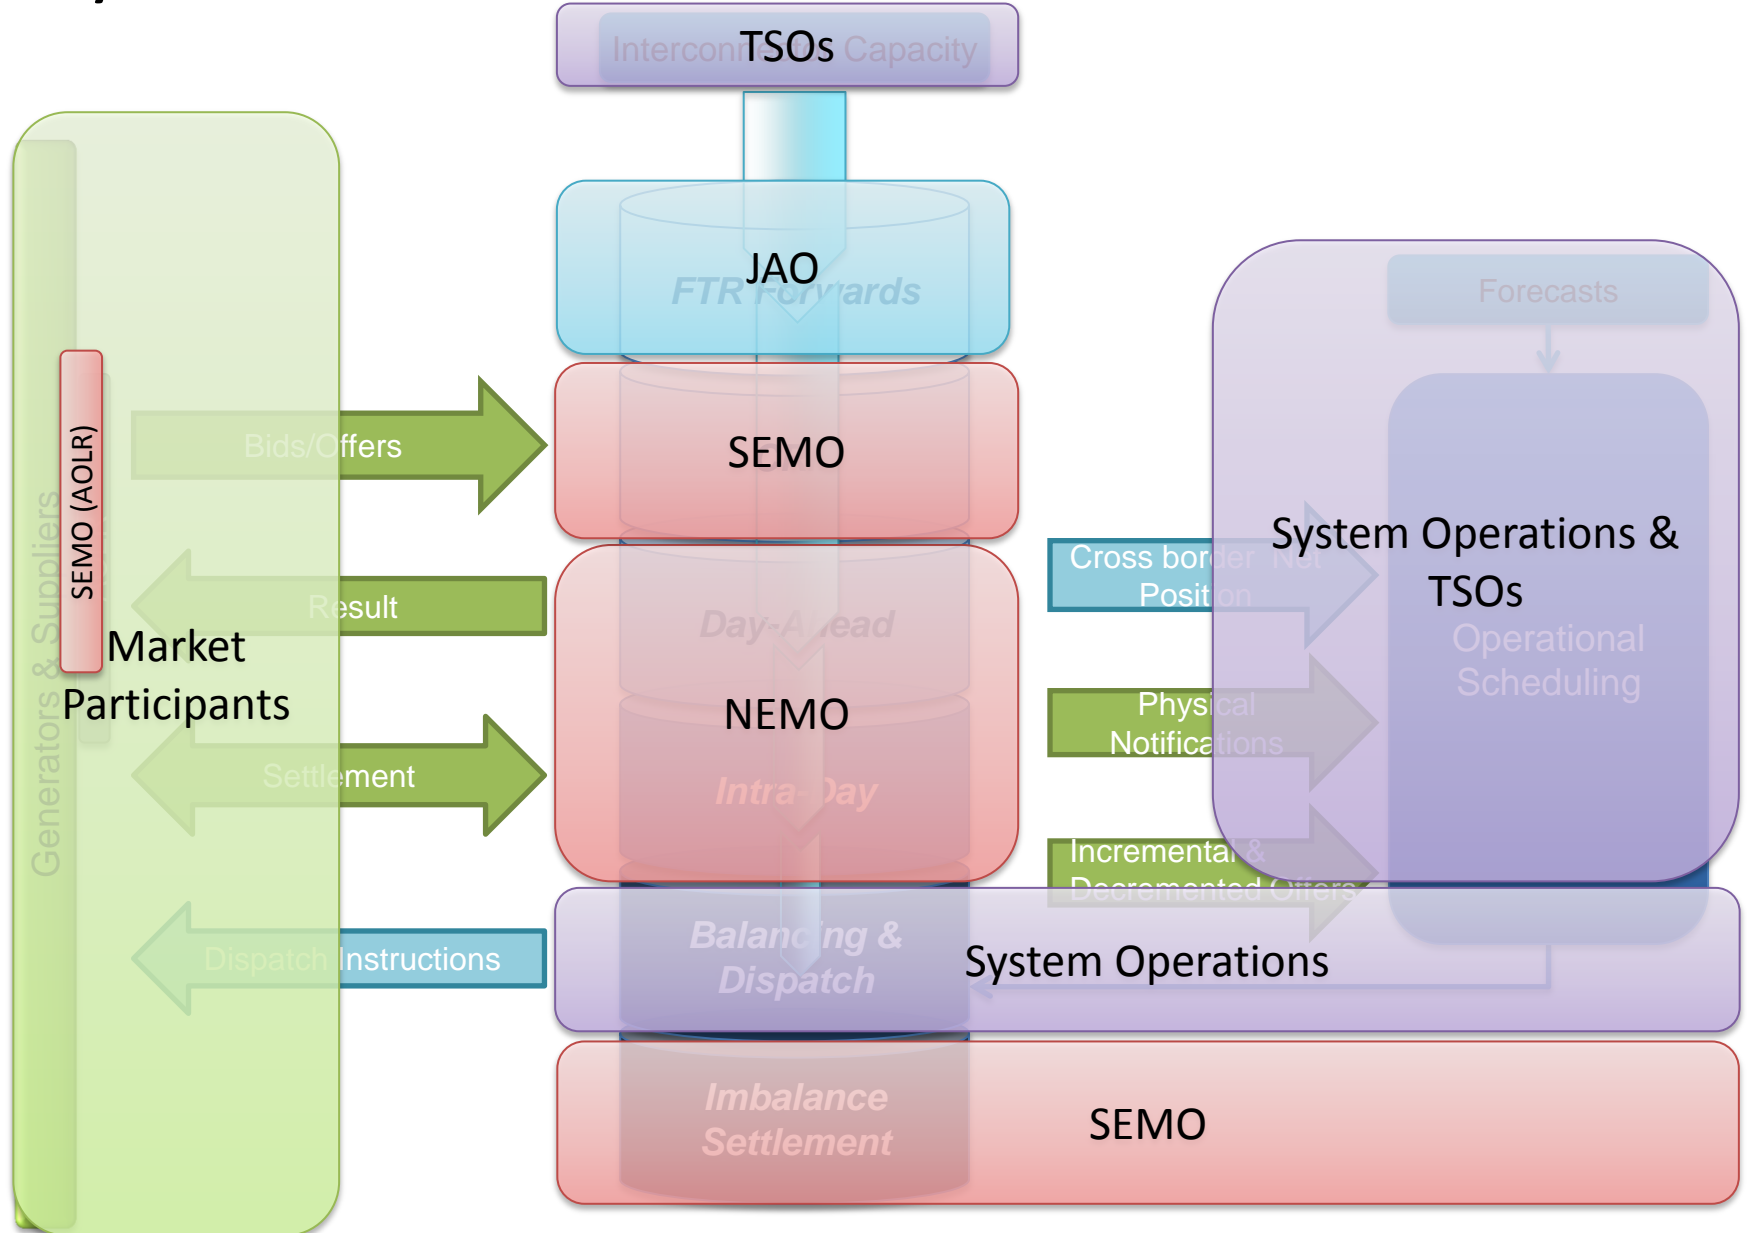 TSOs
Interconnector Capacity
JAO
FTR Forwards
SEMO
Bids/Offers
Result
Settlement
Dispatch Instructions
Generators & Suppliers
SEMO (AOLR)
Market
Participants
Day-Ahead
NEMO
Intra-Day
Cross border Net
Position
Physical
Notifications
Incremental &
Decremented Offers
Forecasts
System Operations &
TSOs
Operational
Scheduling
Balancing &
Dispatch
System Operations
Imbalance
Settlement
SEMO